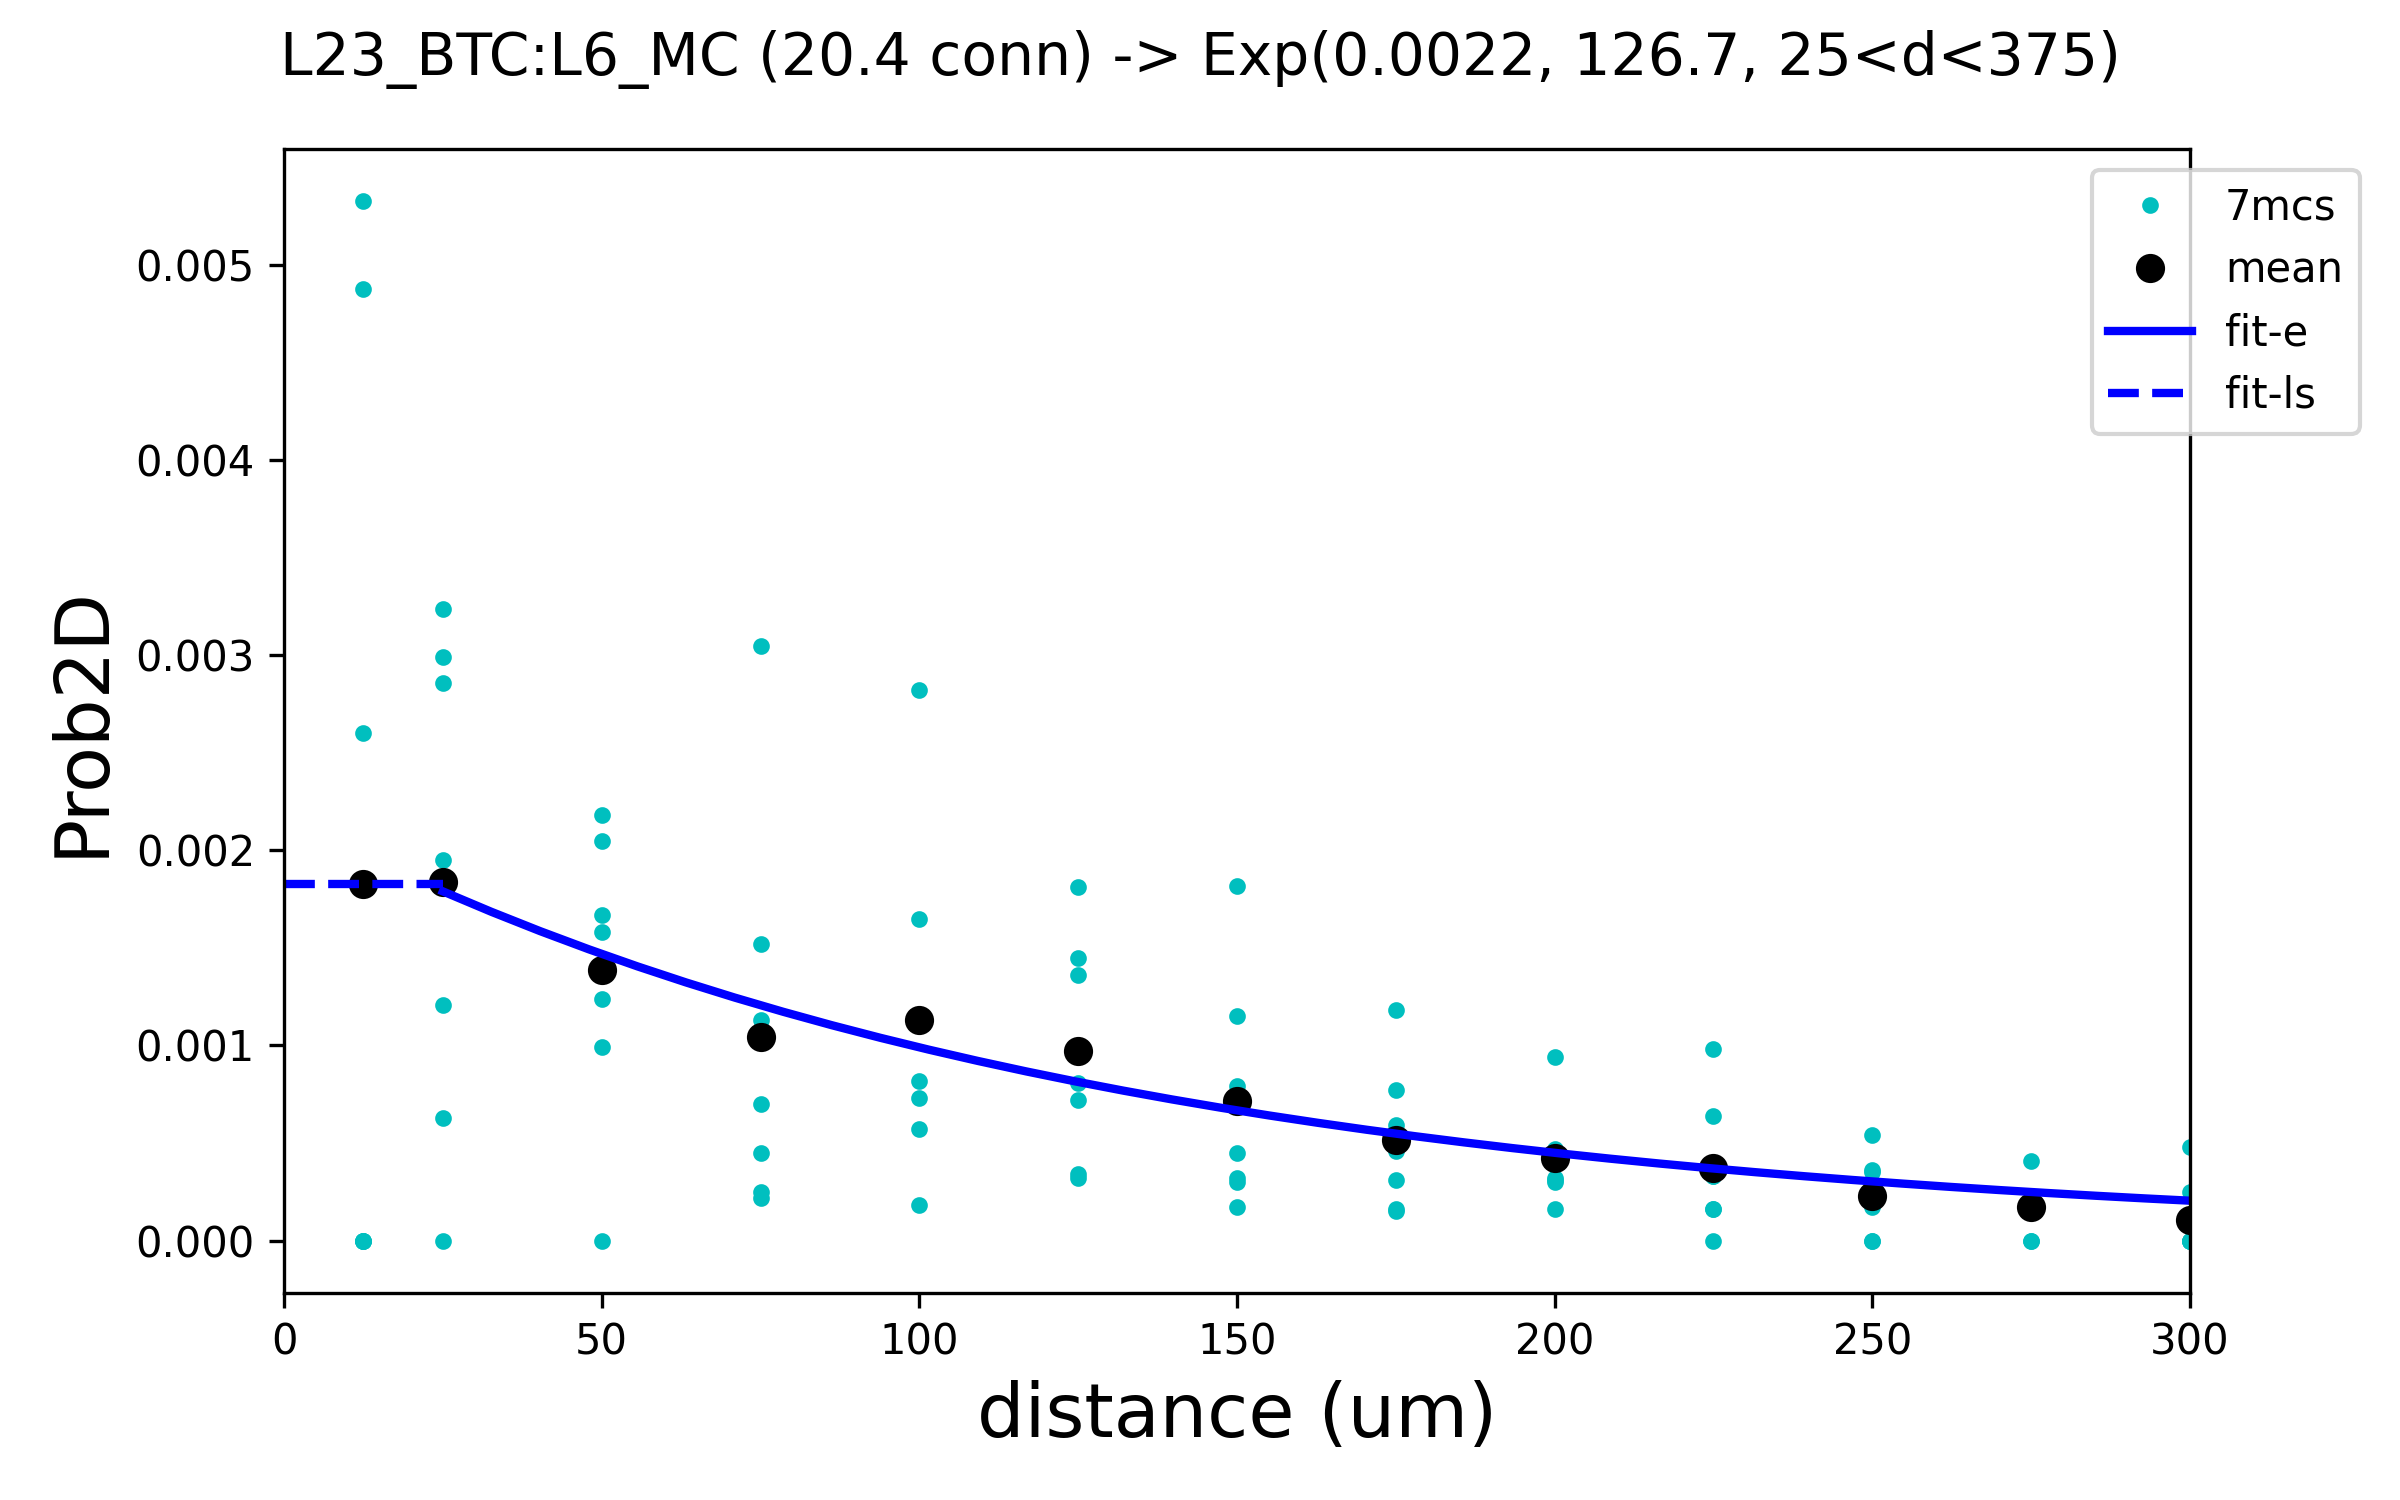 L23_BTC:L6_MC (20.4 conn) -> Exp(0.0022, 126.7, 25<d<375)
7mcs
mean
fit-e
fit-ls
0.005
0.004
0.003
0.002
0.001
0.000
Prob2D
0 50 100 150 200 250 300
distance (um)